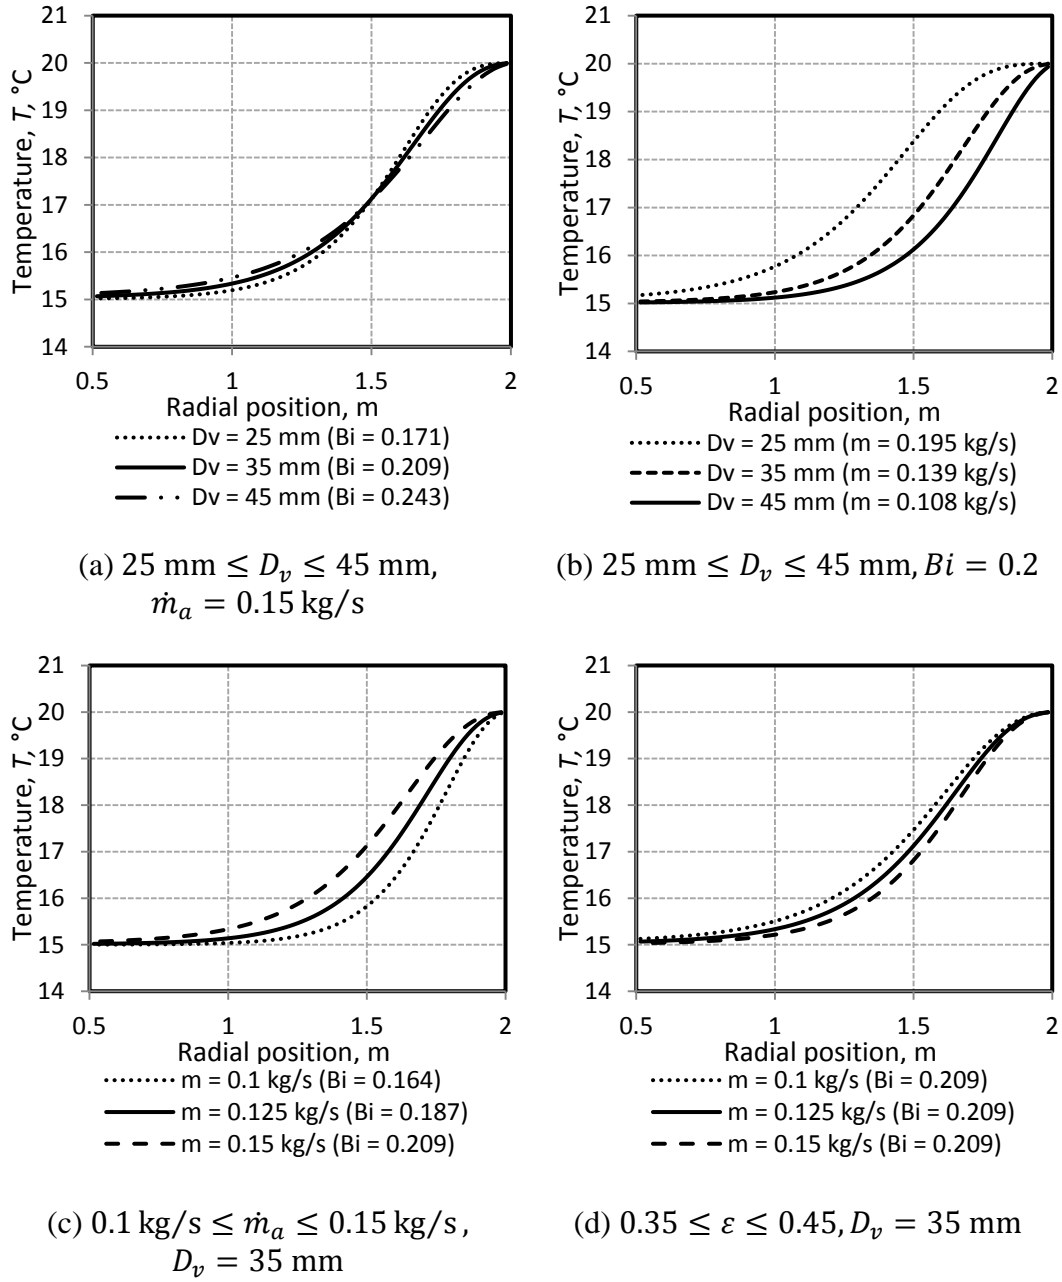 21
20
19
18
17
16
15
14
Temperature, T, °C
0.5 1 1.5 2
Radial position, m
Dv = 25 mm (Bi = 0.171)
Dv = 35 mm (Bi = 0.209)
Dv = 45 mm (Bi = 0.243)
(a) 25 mm ≤ D_v ≤ 45 mm,
ṁ_a = 0.15 kg/s
21
20
19
18
17
16
15
14
Temperature, T, °C
0.5 1 1.5 2
Radial position, m
Dv = 25 mm (m = 0.195 kg/s)
Dv = 35 mm (m = 0.139 kg/s)
Dv = 45 mm (m = 0.108 kg/s)
(b) 25 mm ≤ D_v ≤ 45 mm, Bi = 0.2
21
20
19
18
17
16
15
14
Temperature, T, °C
0.5 1 1.5 2
Radial position, m
m = 0.1 kg/s (Bi = 0.164)
m = 0.125 kg/s (Bi = 0.187)
m = 0.15 kg/s (Bi = 0.209)
(c) 0.1 kg/s ≤ ṁ_a ≤ 0.15 kg/s,
D_v = 35 mm
21
20
19
18
17
16
15
14
Temperature, T, °C
0.5 1 1.5 2
Radial position, m
m = 0.1 kg/s (Bi = 0.209)
m = 0.125 kg/s (Bi = 0.209)
m = 0.15 kg/s (Bi = 0.209)
(d) 0.35 ≤ ε ≤ 0.45, D_v = 35 mm